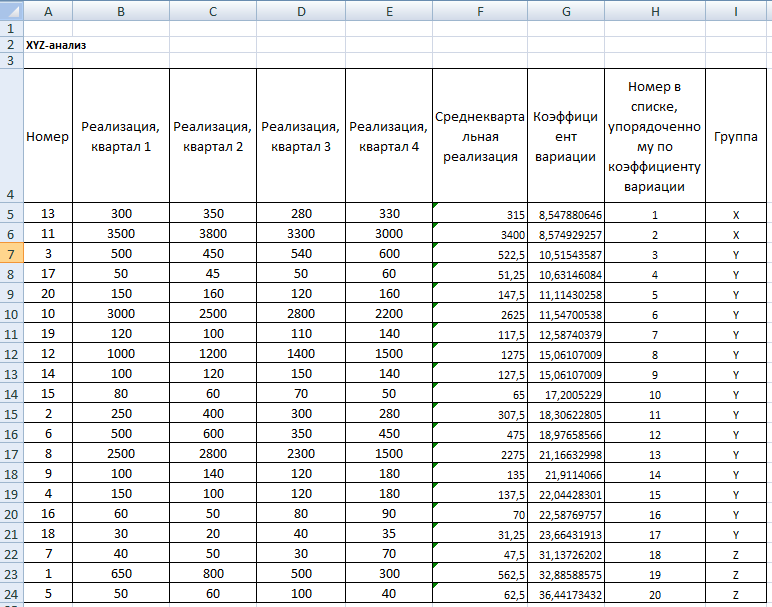 A B C D E F G H I
1
2 XYZ-анализ
3
4 Номер Реализация, квартал 1 Реализация, квартал 2 Реализация, квартал 3 Реализация, квартал 4 Среднеквартальная реализация Коэффициент вариации Номер в списке, упорядоченному по коэффициенту вариации Группа
5 13 300 350 280 330 315 8,547880646 1 X
6 11 3500 3800 3300 3000 3400 8,574929257 2 X
7 3 500 450 540 600 522,5 10,51543587 3 Y
8 17 50 45 50 60 51,25 10,63146084 4 Y
9 20 150 160 120 160 147,5 11,11430258 5 Y
10 10 3000 2500 2800 2200 2625 11,54700538 6 Y
11 19 120 100 110 140 117,5 12,58740379 7 Y
12 12 1000 1200 1400 1500 1275 15,06107009 8 Y
13 14 100 120 150 140 127,5 15,06107009 9 Y
14 15 80 60 70 50 65 17,2005229 10 Y
15 2 250 400 300 280 307,5 18,30622805 11 Y
16 6 500 600 350 450 475 18,97658566 12 Y
17 8 2500 2800 2300 1500 2275 21,16632998 13 Y
18 9 100 140 120 180 135 21,9114066 14 Y
19 4 150 100 120 180 137,5 22,04428301 15 Y
20 16 60 50 80 90 70 22,58769757 16 Y
21 18 30 20 40 35 31,25 23,66431913 17 Y
22 7 40 50 30 70 47,5 31,13726202 18 Z
23 1 650 800 500 300 562,5 32,88588575 19 Z
24 5 50 60 100 40 62,5 36,44173432 20 Z